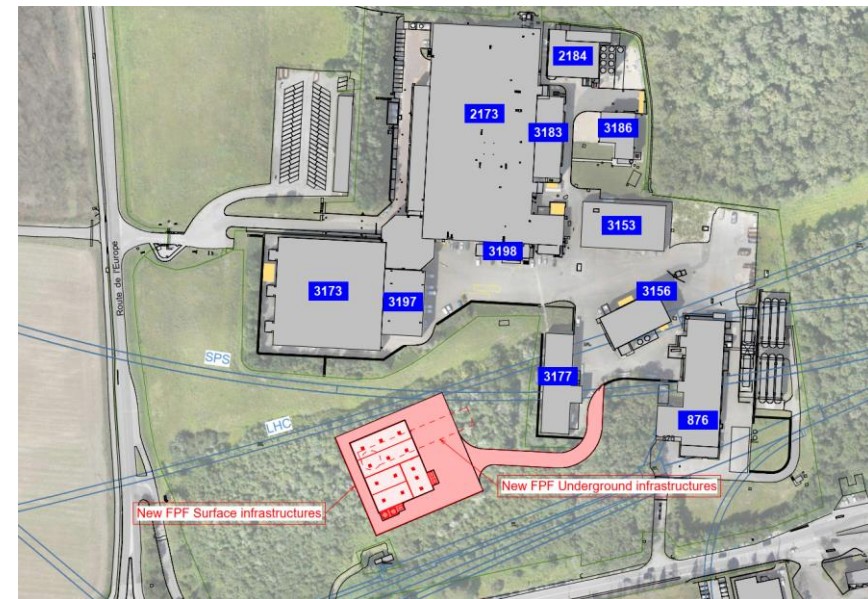 2184
2173
3183
3186
3153
3198
3173
3197
3156
Route de l'Europe
SPS
3177
876
LHC
New FPF Underground infrastructures
New FPF Surface infrastructures